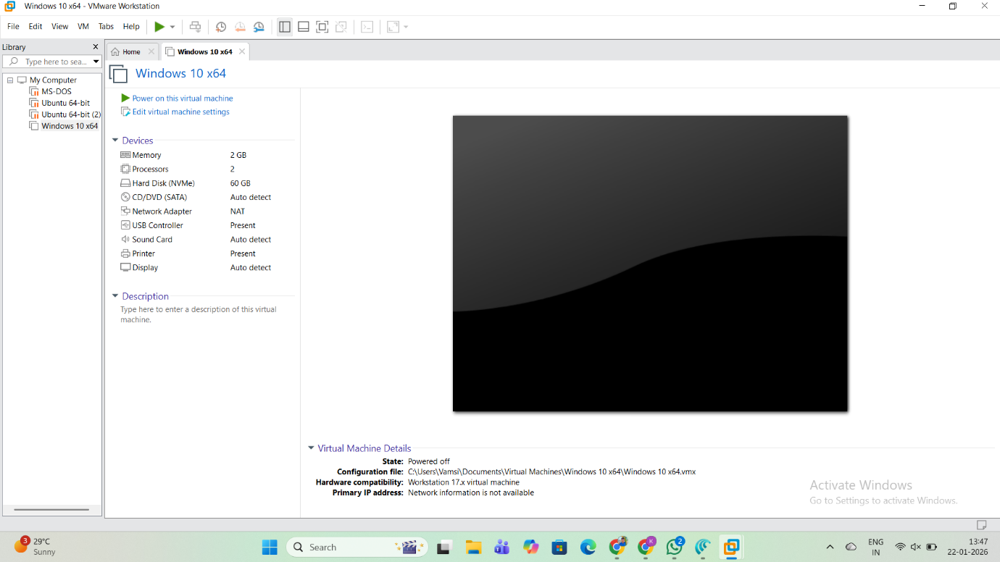 Windows 10 x64 - VMware Workstation
File Edit View VM Tabs Help
Library
Type here to sea...
My Computer
MS-DOS
Ubuntu 64-bit
Ubuntu 64-bit (2)
Windows 10 x64
Home
Windows 10 x64
Windows 10 x64
Power on this virtual machine
Edit virtual machine settings
Devices
Memory 2 GB
Processors 2
Hard Disk (NVMe) 60 GB
CD/DVD (SATA) Auto detect
Network Adapter NAT
USB Controller Present
Sound Card Auto detect
Printer Present
Display Auto detect
Description
Type here to enter a description of this virtual
machine.
Virtual Machine Details
State: Powered off
Configuration file: C:\Users\Vamsi\Documents\Virtual Machines\Windows 10 x64\Windows 10 x64.vmx
Hardware compatibility: Workstation 17.x virtual machine
Primary IP address: Network information is not available
Activate Windows
Go to Settings to activate Windows.
3
29°C
Sunny
Search
K
2
ENG
IN
13:47
22-01-2026